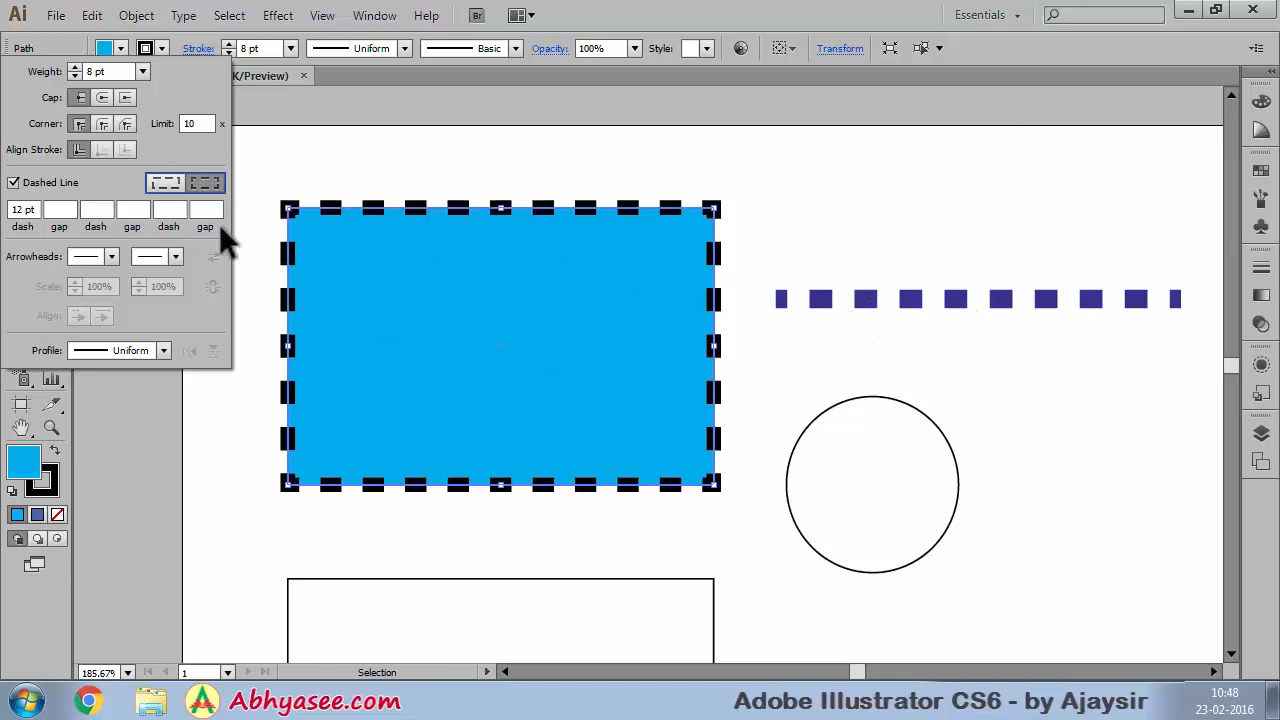 Ai File Edit Object Type Select Effect View Window Help Br Essentials
Path Stroke: 8 pt Uniform Basic Opacity: 100% Style: Transform
Weight: 8 pt
K/Preview) ×
Cap:
Corner: Limit: 10 x
Align Stroke:
Dashed Line
12 pt
dash gap dash gap dash gap
Arrowheads:
Scale: 100% 100%
Align:
Profile: Uniform
185.67% 1 Selection
Abhyasee.com Adobe Illustrator CS6 - by Ajaysir 10:48
23-02-2016